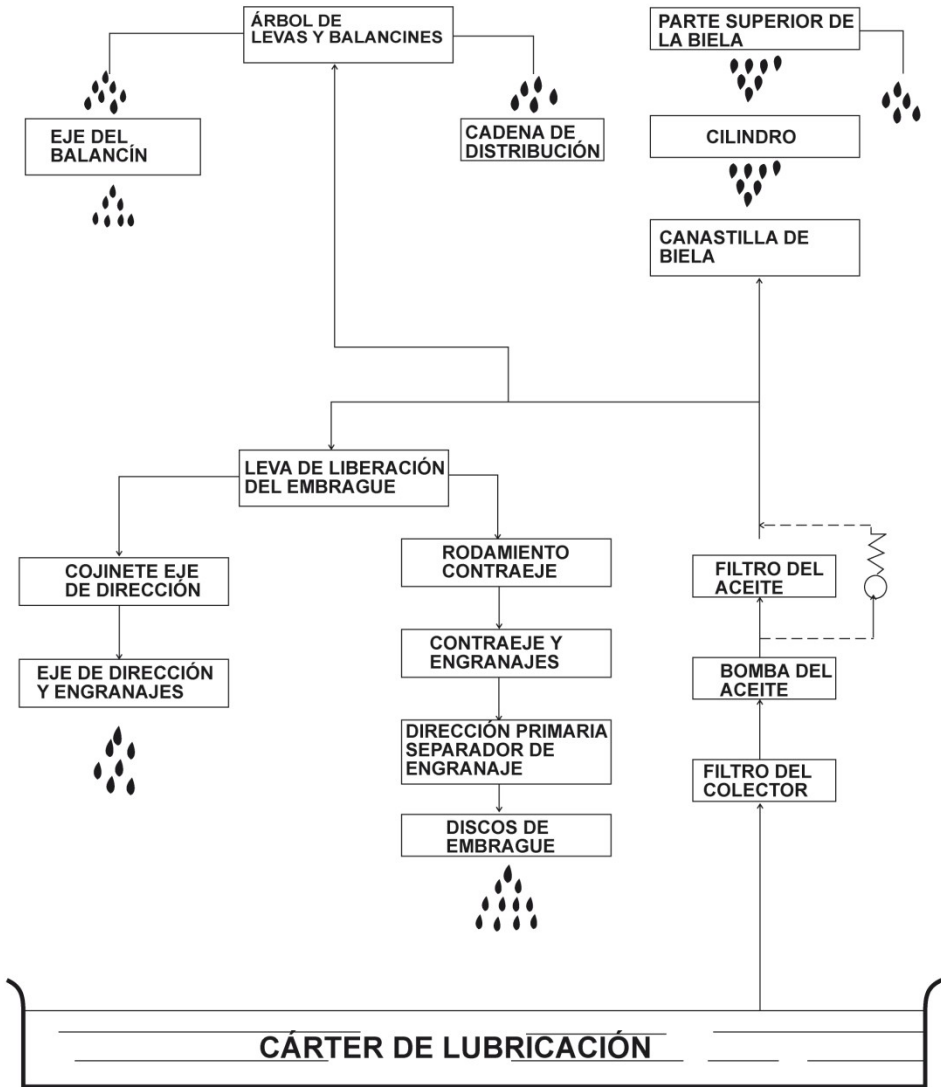 ÁRBOL DE
LEVAS Y BALANCINES
PARTE SUPERIOR DE
LA BIELA
EJE DEL
BALANCÍN
CADENA DE
DISTRIBUCIÓN
CILINDRO
CANASTILLA DE
BIELA
LEVA DE LIBERACIÓN
DEL EMBRAGUE
COJINETE EJE
DE DIRECCIÓN
EJE DE DIRECCIÓN
Y ENGRANAJES
RODAMIENTO
CONTRAEJE
CONTRAEJE Y
ENGRANAJES
DIRECCIÓN PRIMARIA
SEPARADOR DE
ENGRANAJE
DISCOS DE
EMBRAGUE
FILTRO DEL
ACEITE
BOMBA DEL
ACEITE
FILTRO DEL
COLECTOR
CÁRTER DE LUBRICACIÓN